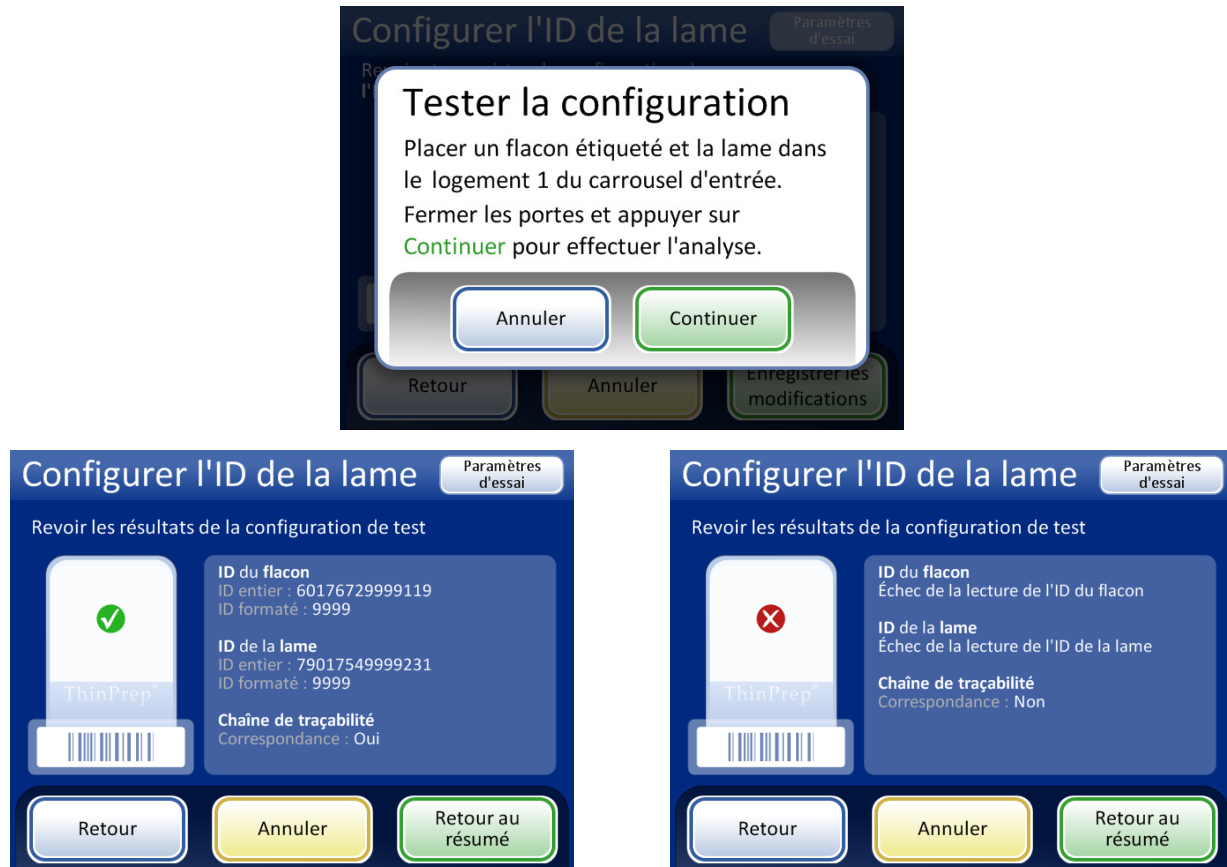 Configurer l'ID de la lame
Paramètres
d'essai
Tester la configuration
Placer un flacon étiqueté et la lame dans
le logement 1 du carrousel d'entrée.
Fermer les portes et appuyer sur
Continuer pour effectuer l'analyse.
Annuler
Continuer
Retour
Annuler
Enregistrer les
modifications
Configurer l'ID de la lame
Paramètres
d'essai
Revoir les résultats de la configuration de test
ThinPrep®
ID du flacon
ID entier : 60176729999119
ID formaté : 9999
ID de la lame
ID entier : 79017549999231
ID formaté : 9999
Chaîne de traçabilité
Correspondance : Oui
Retour
Annuler
Retour au
résumé
Configurer l'ID de la lame
Paramètres
d'essai
Revoir les résultats de la configuration de test
ThinPrep®
ID du flacon
Échec de la lecture de l'ID du flacon
ID de la lame
Échec de la lecture de l'ID de la lame
Chaîne de traçabilité
Correspondance : Non
Retour
Annuler
Retour au
résumé